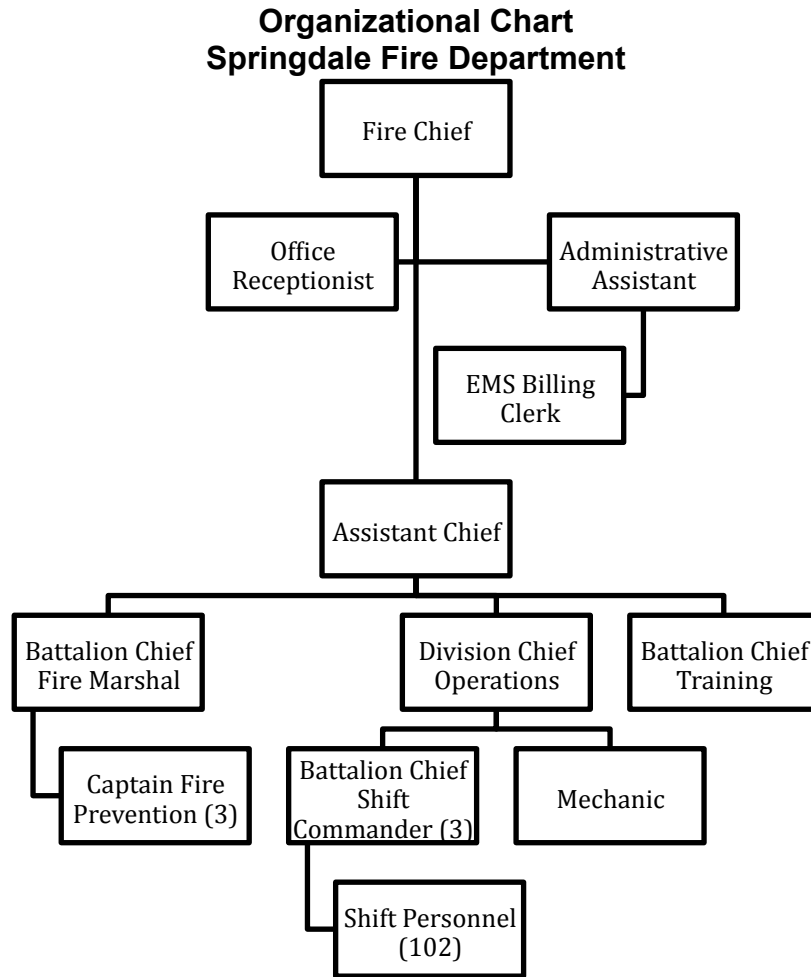 Organizational Chart
Springdale Fire Department
Fire Chief
Office
Receptionist
Administrative
Assistant
EMS Billing
Clerk
Assistant Chief
Battalion Chief
Fire Marshal
Division Chief
Operations
Battalion Chief
Training
Captain Fire
Prevention (3)
Battalion Chief
Shift
Commander (3)
Mechanic
Shift Personnel
(102)